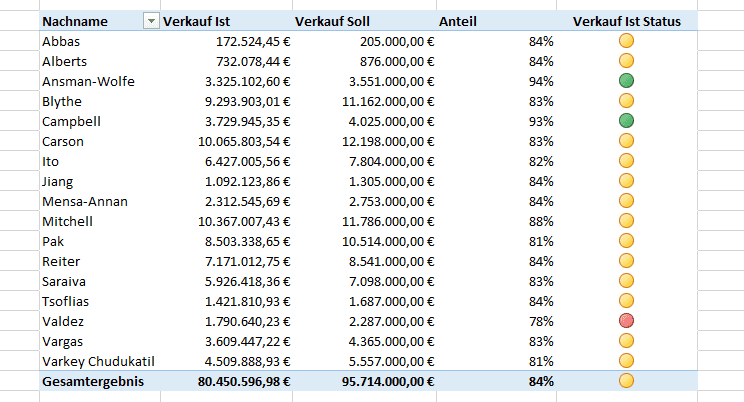 Nachname Verkauf Ist Verkauf Soll Anteil Verkauf Ist Status
Abbas 172.524,45 € 205.000,00 € 84%
Alberts 732.078,44 € 876.000,00 € 84%
Ansman-Wolfe 3.325.102,60 € 3.551.000,00 € 94%
Blythe 9.293.903,01 € 11.162.000,00 € 83%
Campbell 3.729.945,35 € 4.025.000,00 € 93%
Carson 10.065.803,54 € 12.198.000,00 € 83%
Ito 6.427.005,56 € 7.804.000,00 € 82%
Jiang 1.092.123,86 € 1.305.000,00 € 84%
Mensa-Annan 2.312.545,69 € 2.753.000,00 € 84%
Mitchell 10.367.007,43 € 11.786.000,00 € 88%
Pak 8.503.338,65 € 10.514.000,00 € 81%
Reiter 7.171.012,75 € 8.541.000,00 € 84%
Saraiva 5.926.418,36 € 7.098.000,00 € 83%
Tsoflias 1.421.810,93 € 1.687.000,00 € 84%
Valdez 1.790.640,23 € 2.287.000,00 € 78%
Vargas 3.609.447,22 € 4.365.000,00 € 83%
Varkey Chudukatil 4.509.888,93 € 5.557.000,00 € 81%
Gesamtergebnis 80.450.596,98 € 95.714.000,00 € 84%